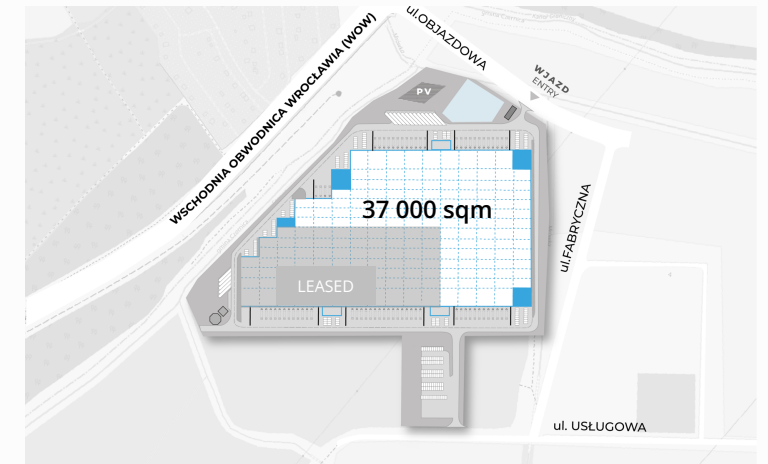 ul.OBJAZDOWA
WSCHODNIA OBWODNICA WROCŁAWIA (WOW)
WJAZD
ENTRY
PV
37 000 sqm
ul.FABRYCZNA
LEASED
ul. USŁUGOWA